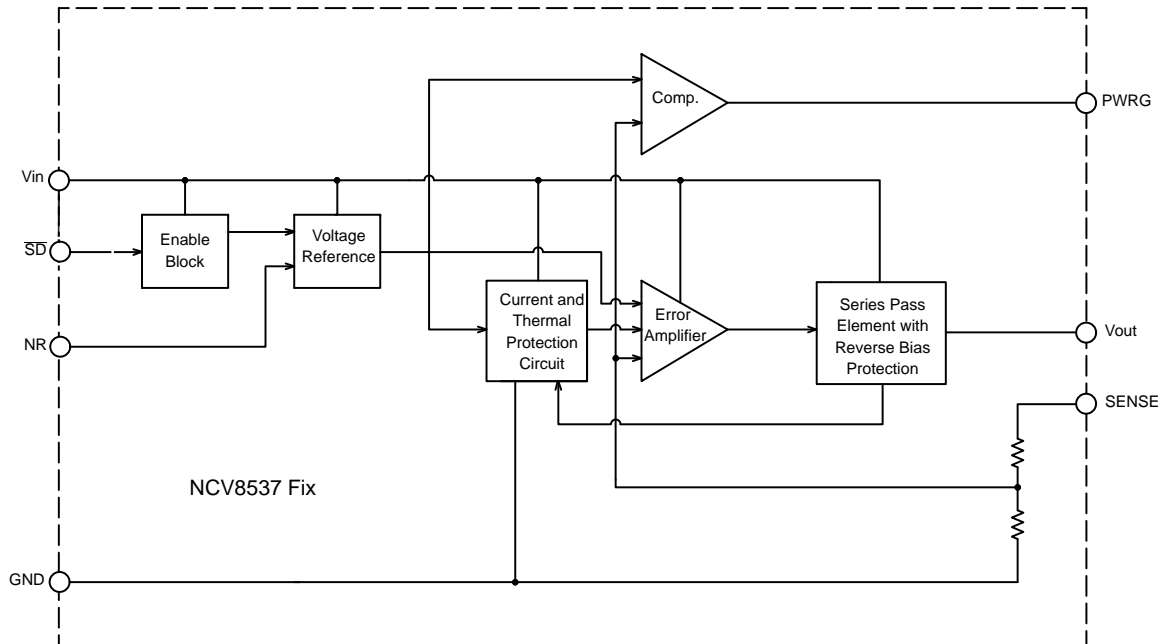 Comp.
PWRG
Vin
SD
Enable
Block
Voltage
Reference
NR
Current and
Thermal
Protection
Circuit
Error
Amplifier
Series Pass
Element with
Reverse Bias
Protection
Vout
SENSE
NCV8537 Fix
GND